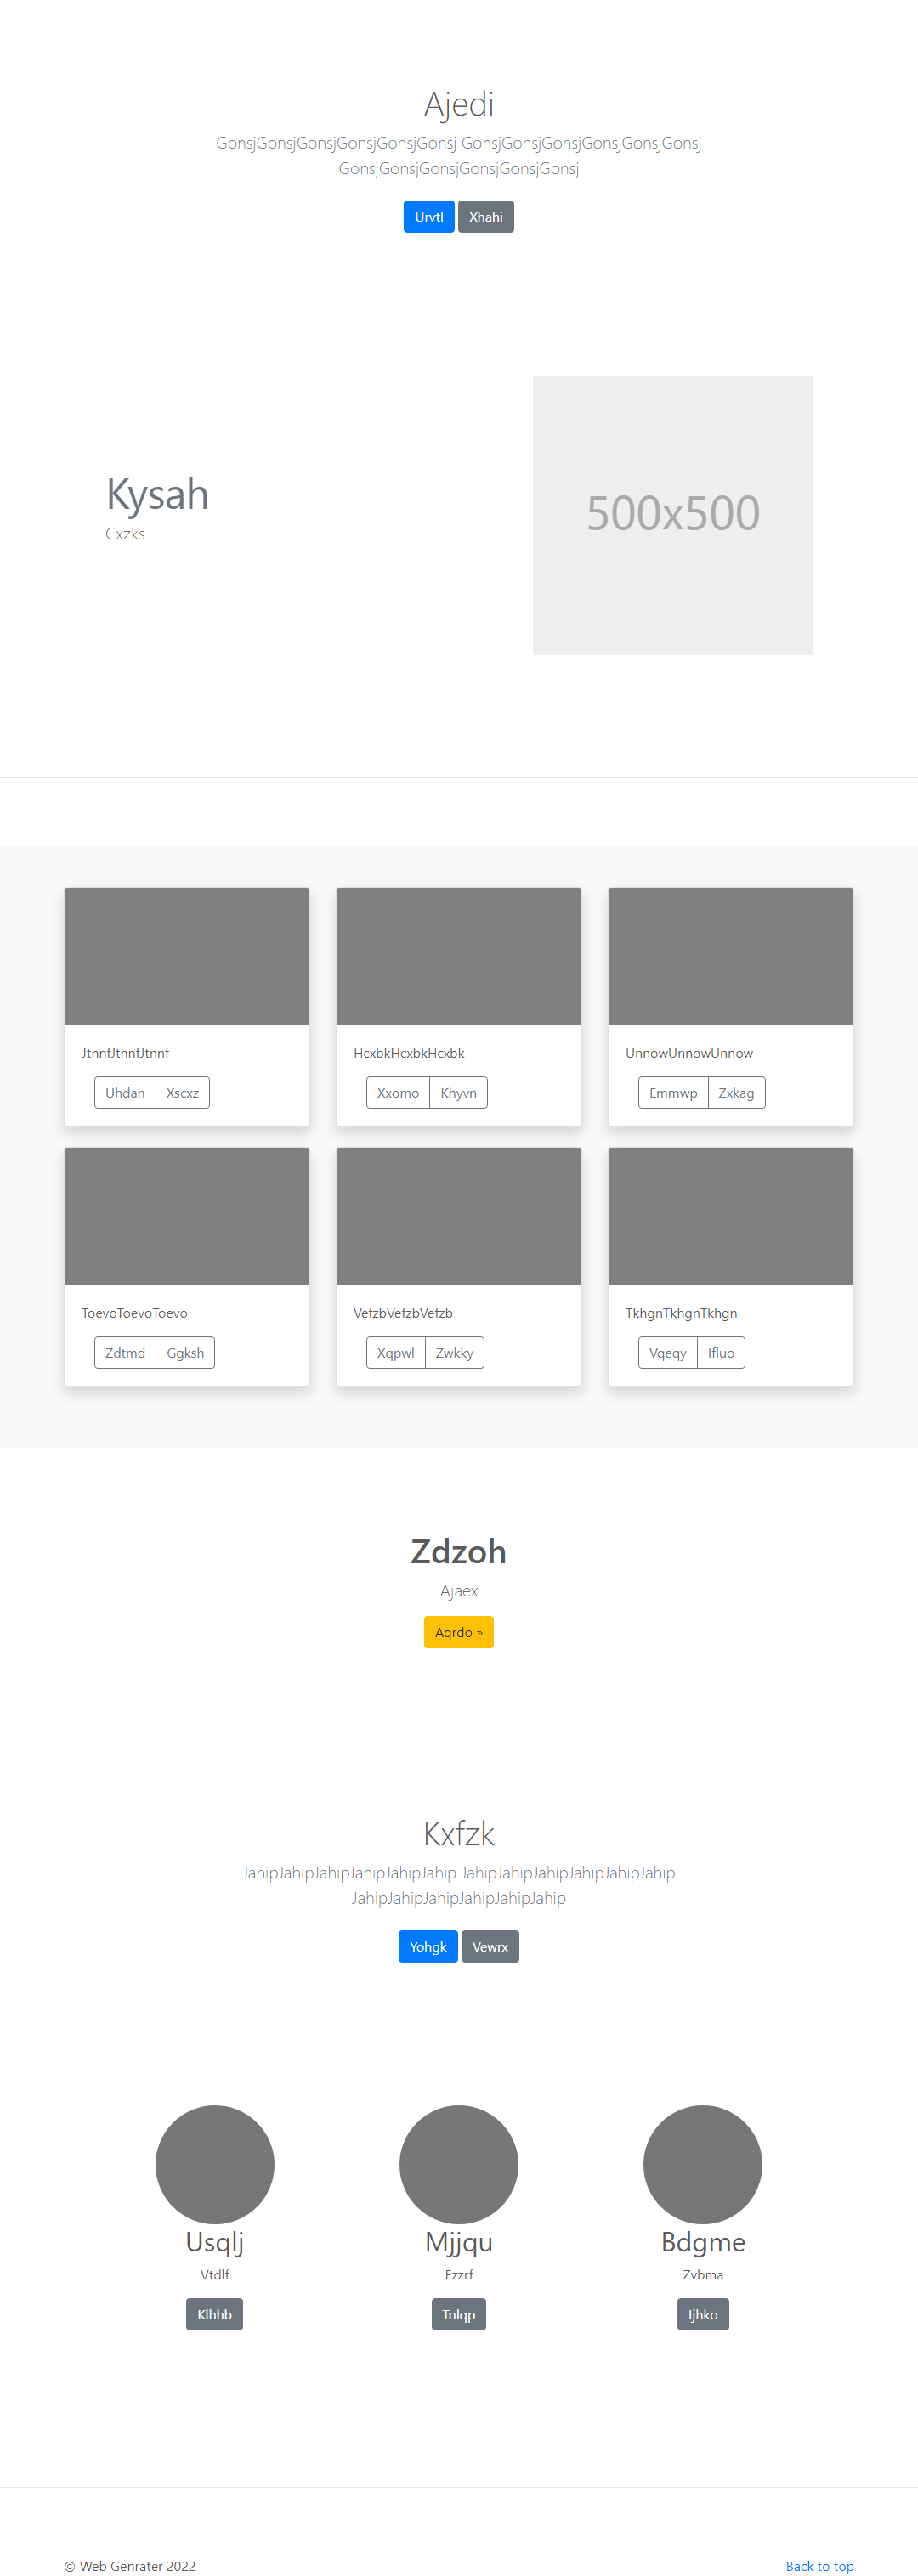 Ajedi
GonsjGonsjGonsjGonsjGonsjGonsj GonsjGonsjGonsjGonsjGonsjGonsj
GonsjGonsjGonsjGonsjGonsjGonsj
Urvtl Xhahi
Kysah
Cxzks
500x500
JtnnfJtnnfJtnnf
Uhdan Xscxz
HcxbkHcxbkHcxbk
Xxomo Khyvn
UnnowUnnowUnnow
Emmwp Zxkag
ToevoToevoToevo
Zdtmd Ggksh
VefzbVefzbVefzb
Xqpwl Zwkky
TkhgnTkhgnTkhgn
Vqeqy Ifluo
Zdzoh
Ajaex
Aqrdo »
Kxfzk
JahipJahipJahipJahipJahipJahip JahipJahipJahipJahipJahipJahip
JahipJahipJahipJahipJahipJahip
Yohgk Vewrx
Usqlj
Vtdlf
Klhhb
Mjjqu
Fzzrf
Tnlqp
Bdgme
Zvbma
Ijhko
© Web Genrater 2022
Back to top